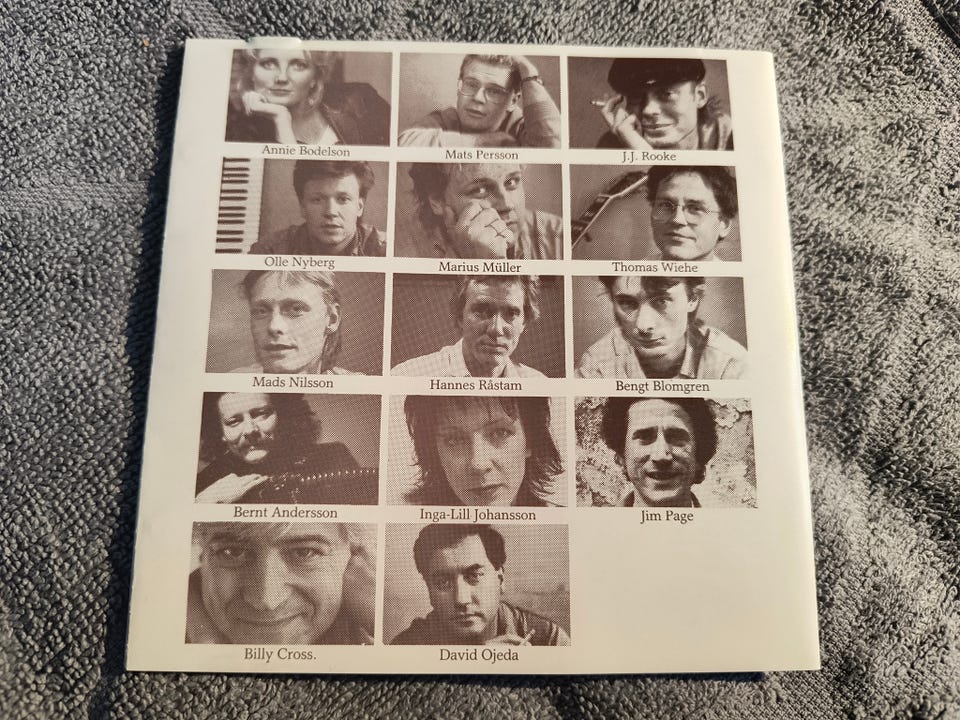 Annie Bodelson
Mats Persson
J.J. Rooke
Olle Nyberg
Marius Müller
Thomas Wiehe
Mads Nilsson
Hannes Råstam
Bengt Blomgren
Bernt Andersson
Inga-Lill Johansson
Jim Page
Billy Cross.
David Ojeda